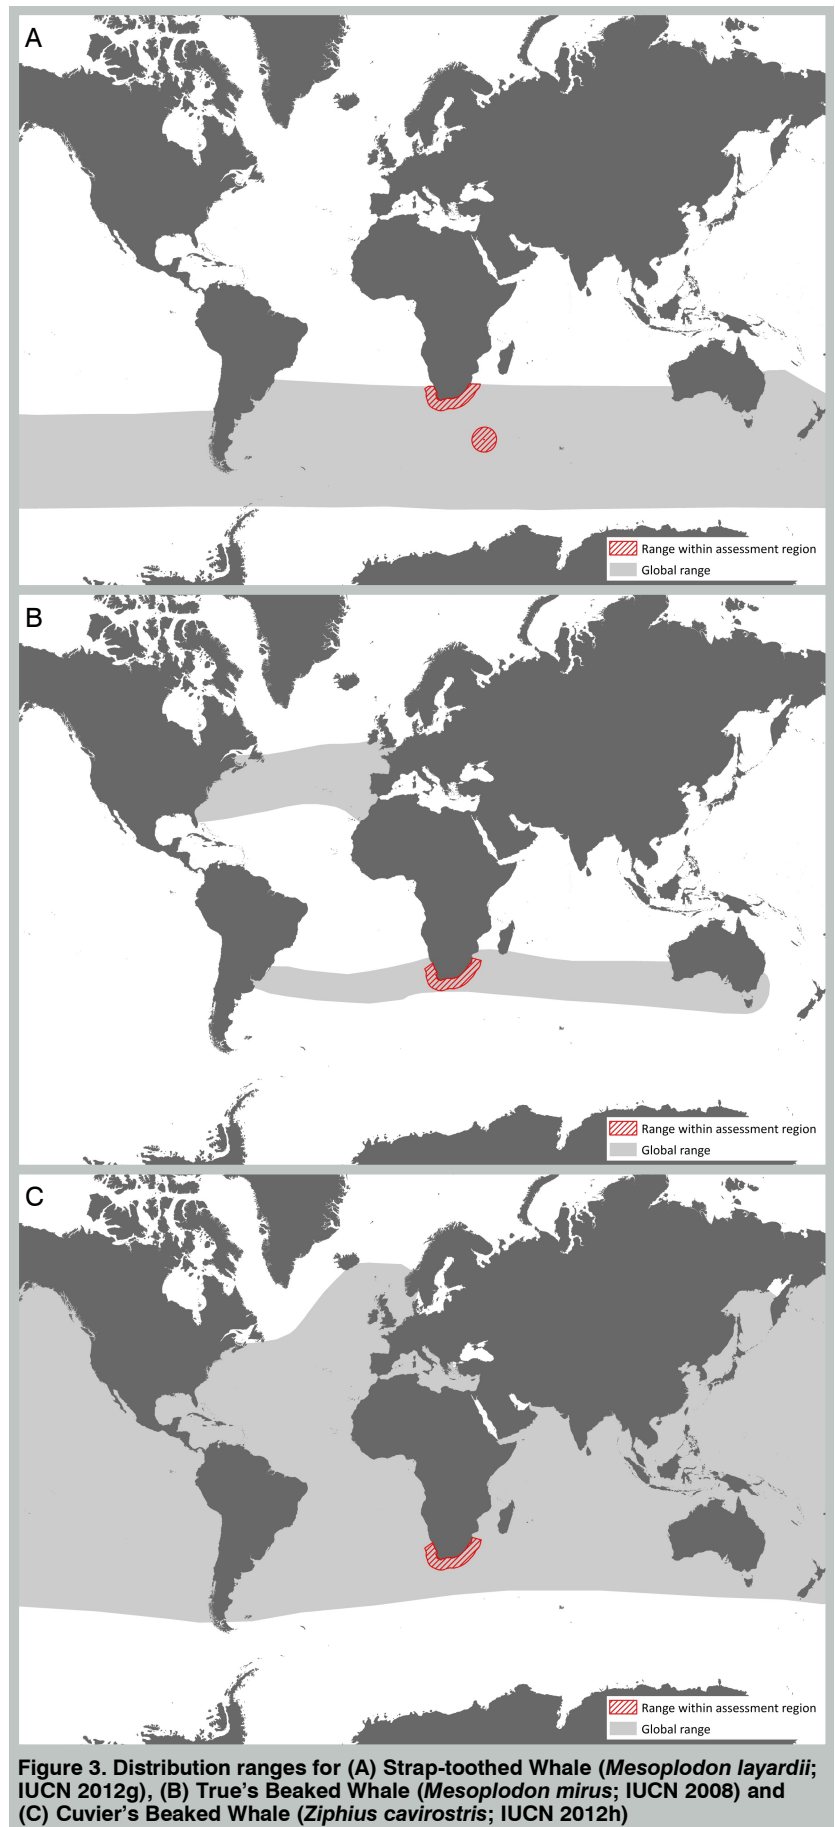 A
Range within assessment region
Global range
B
Range within assessment region
Global range
C
Range within assessment region
Global range
Figure 3. Distribution ranges for (A) Strap-toothed Whale (Mesoplodon layardii;
IUCN 2012g), (B) True’s Beaked Whale (Mesoplodon mirus; IUCN 2008) and
(C) Cuvier’s Beaked Whale (Ziphius cavirostris; IUCN 2012h)